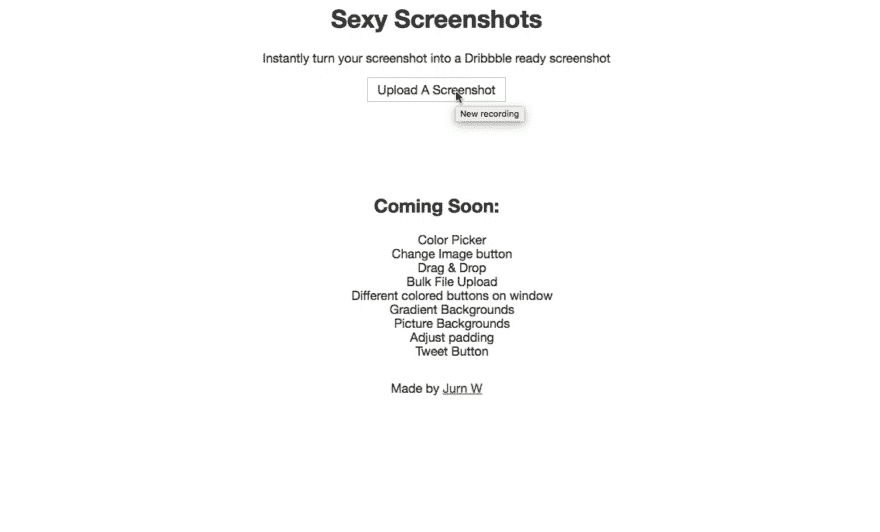 Sexy Screenshots
Instantly turn your screenshot into a Dribbble ready screenshot
Upload A Screenshot
New recording
Coming Soon:
Color Picker
Change Image button
Drag & Drop
Bulk File Upload
Different colored buttons on window
Gradient Backgrounds
Picture Backgrounds
Adjust padding
Tweet Button
Made by Jurn W